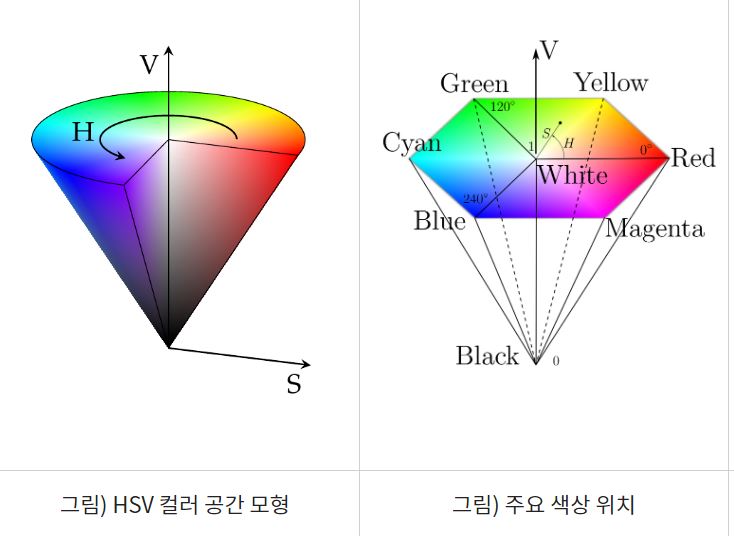 V
H
S
그림) HSV 컬러 공간 모형
V
Green
Yellow
120°
S
H
1
Cyan
0°
Red
White
240°
Blue
Magenta
Black
0
그림) 주요 색상 위치